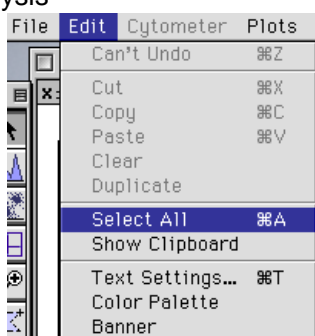 ysis
File Edit Cytometer Plots
Can't Undo ⌘Z
X:
Cut ⌘X
Copy ⌘C
Paste ⌘V
Clear
Duplicate
Select All ⌘A
Show Clipboard
Text Settings... ⌘T
Color Palette
Banner